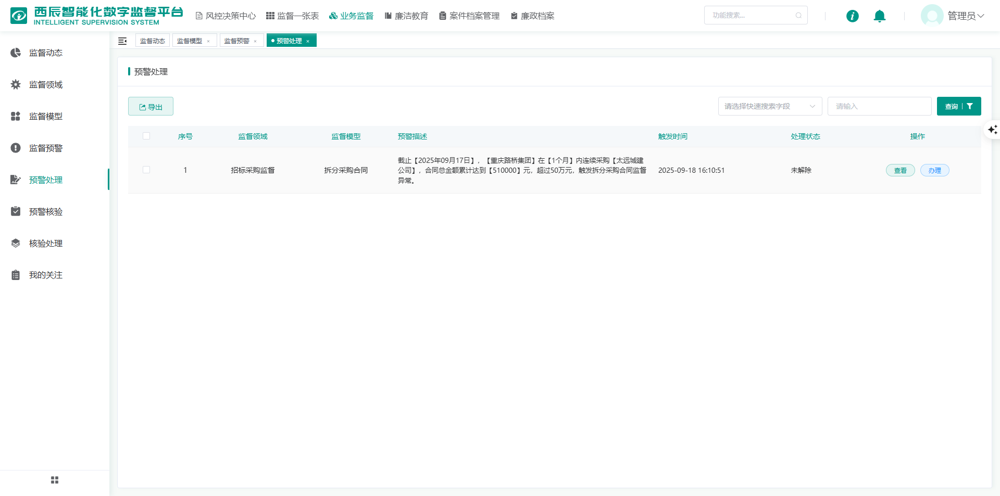 西辰智能化数字监督平台
INTELLIGENT SUPERVISION SYSTEM
风控决策中心 监督一张表 业务监督 廉洁教育 案件档案管理 廉政档案
功能搜索...
管理员
监督动态 监督模型 × 监督预警 × 预警处理 ×
监督动态
监督领域
监督模型
监督预警
预警处理
预警核验
核验处理
我的关注
预警处理
导出
请选择快速搜索字段 请输入 查询
序号 监督领域 监督模型 预警描述 触发时间 处理状态 操作
1 招标采购监督 拆分采购合同
截止【2025年09月17日】，【重庆路桥集团】在【1个月】内连续采购【太远城建
公司】，合同总金额累计达到【510000】元，超过50万元，触发拆分采购合同监督
异常。
2025-09-18 16:10:51 未解除 查看 办理